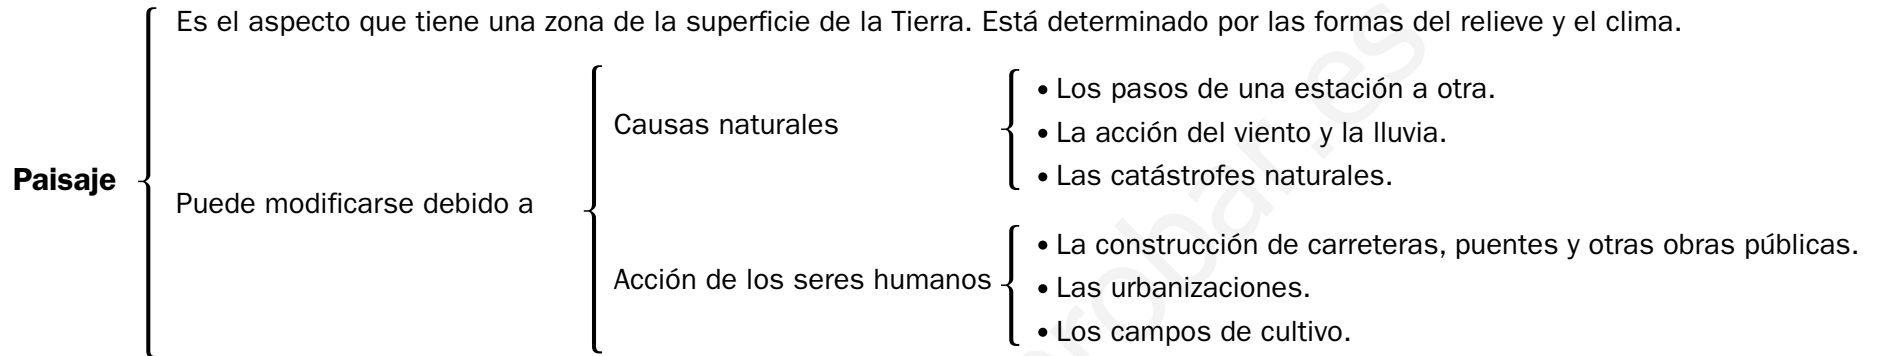 Paisaje
Es el aspecto que tiene una zona de la superficie de la Tierra. Está determinado por las formas del relieve y el clima.
Puede modificarse debido a
Causas naturales
• Los pasos de una estación a otra.
• La acción del viento y la lluvia.
• Las catástrofes naturales.
Acción de los seres humanos
• La construcción de carreteras, puentes y otras obras públicas.
• Las urbanizaciones.
• Los campos de cultivo.